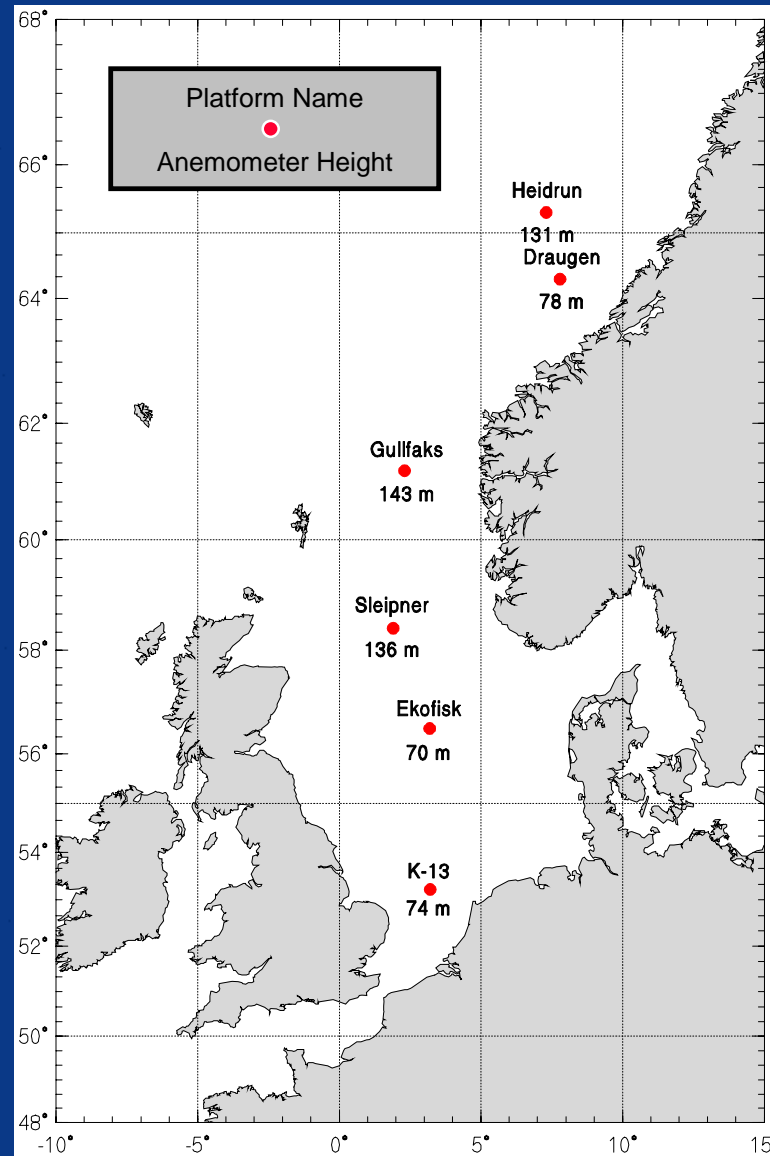 68°
Platform Name
Anemometer Height
66°
Heidrun
131 m
Draugen
64°
78 m
62°
Gullfaks
143 m
60°
Sleipner
58°
136 m
Ekofisk
56°
70 m
54°
K-13
74 m
52°
50°
48°
-10° -5° 0° 5° 10° 15